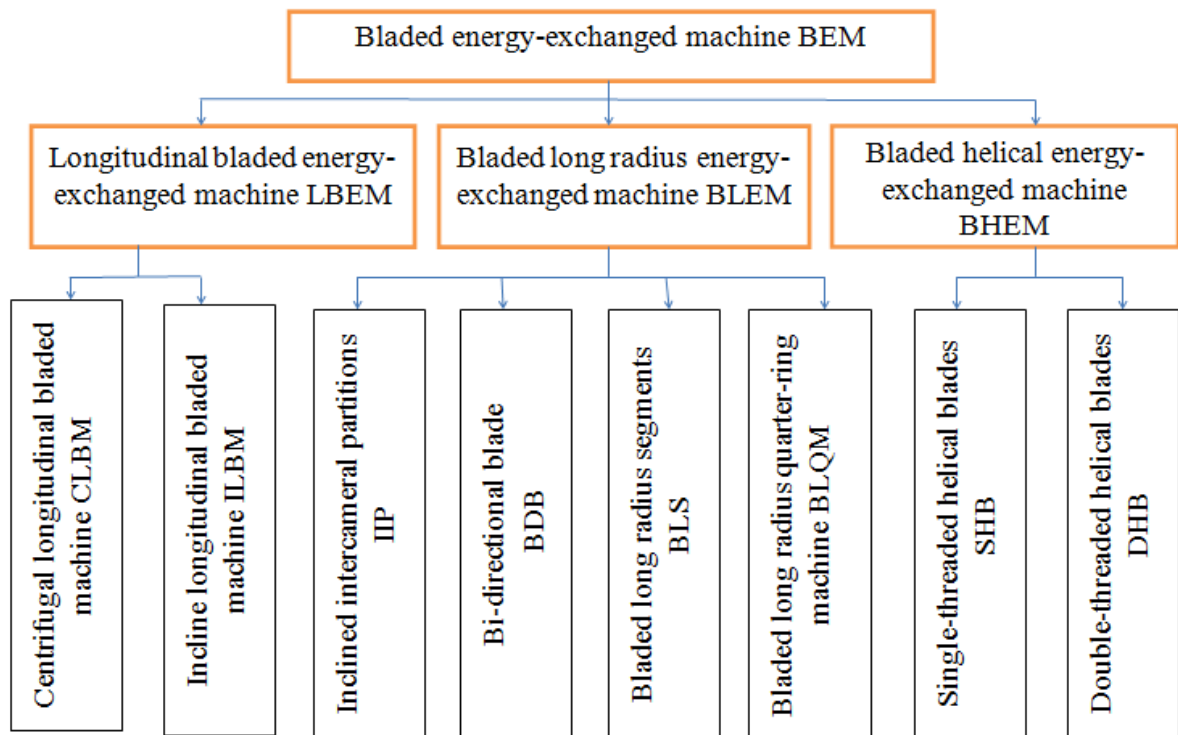 Bladed energy-exchanged machine BEM
Longitudinal bladed energy-
exchanged machine LBEM
Bladed long radius energy-
exchanged machine BLEM
Bladed helical energy-
exchanged machine
BHEM
Centrifugal longitudinal bladed
machine CLBM
Incline longitudinal bladed
machine ILBM
Inclined intercameral partitions
IIP
Bi-directional blade
BDB
Bladed long radius segments
BLS
Bladed long radius quarter-ring
machine BLQM
Single-threaded helical blades
SHB
Double-threaded helical blades
DHB